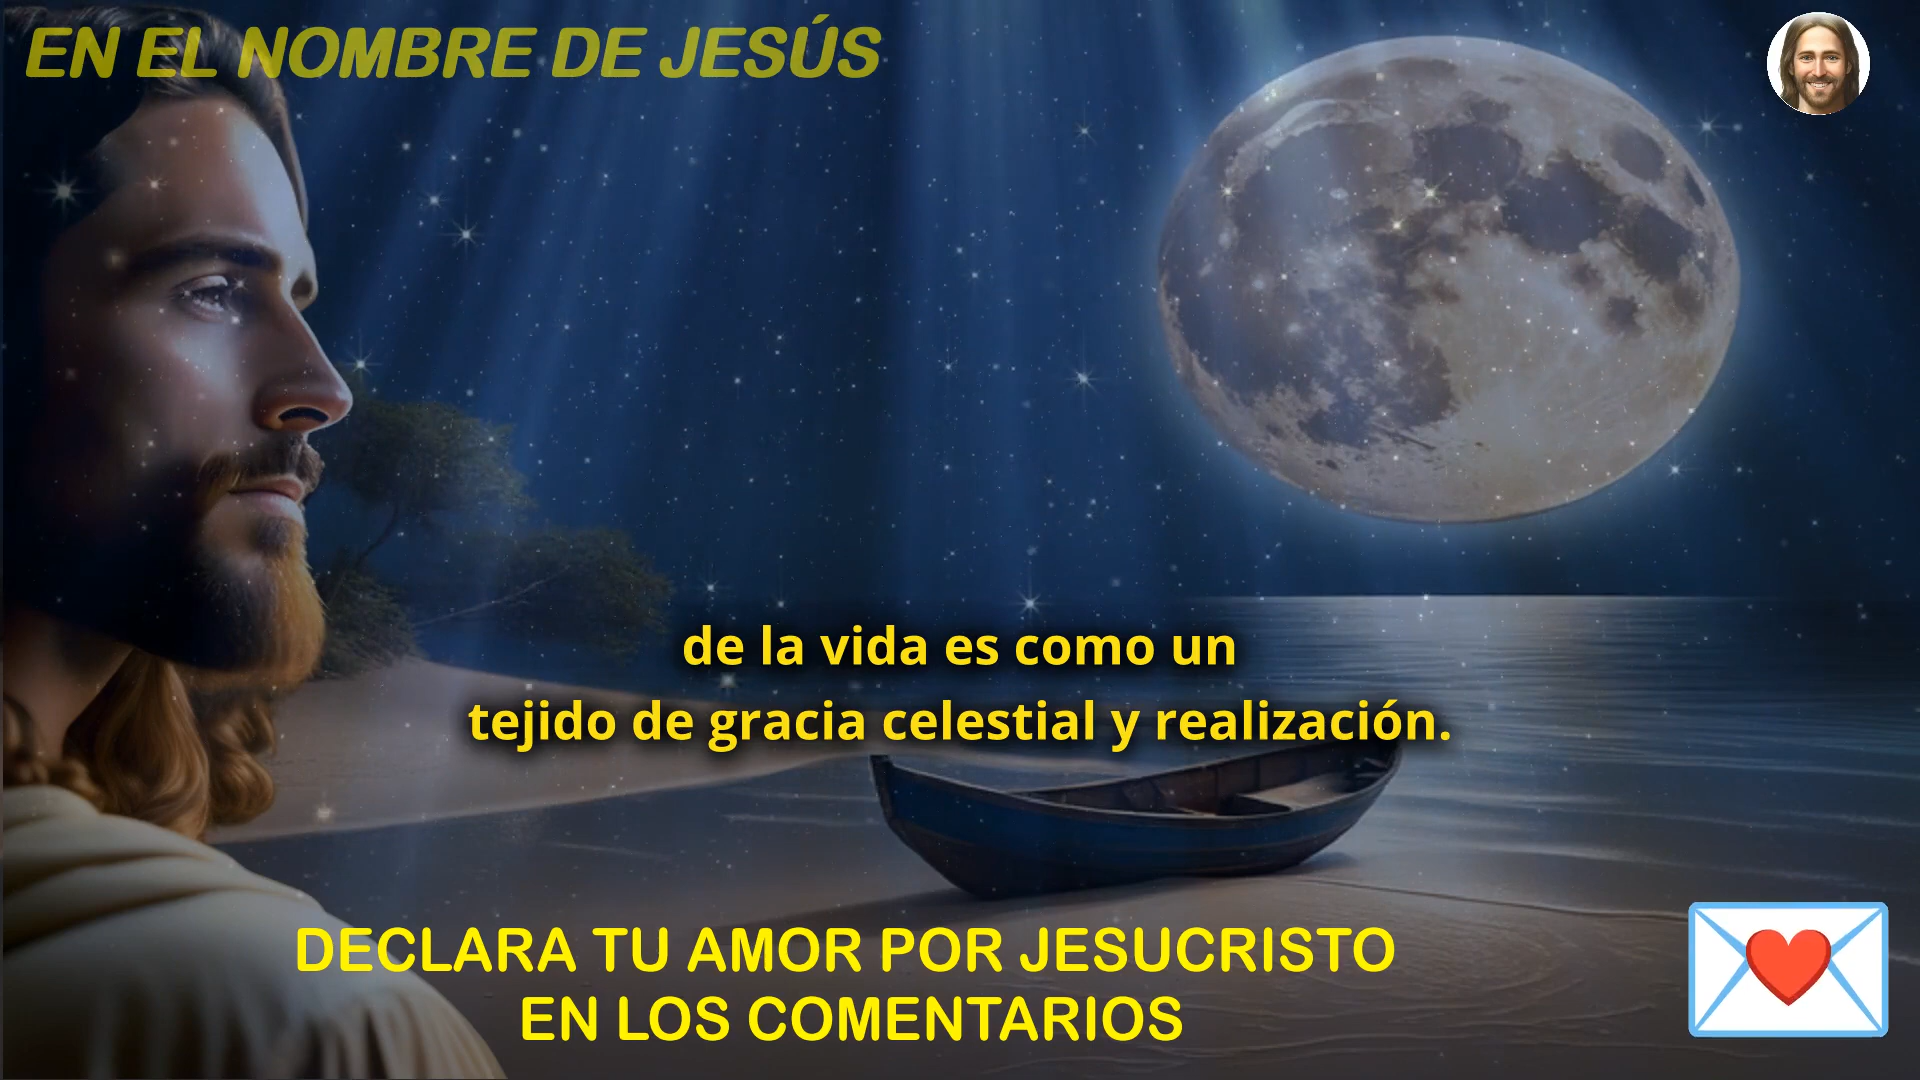 EN EL NOMBRE DE JESÚS
de la vida es como un
tejido de gracia celestial y realización.
DECLARA TU AMOR POR JESUCRISTO
EN LOS COMENTARIOS